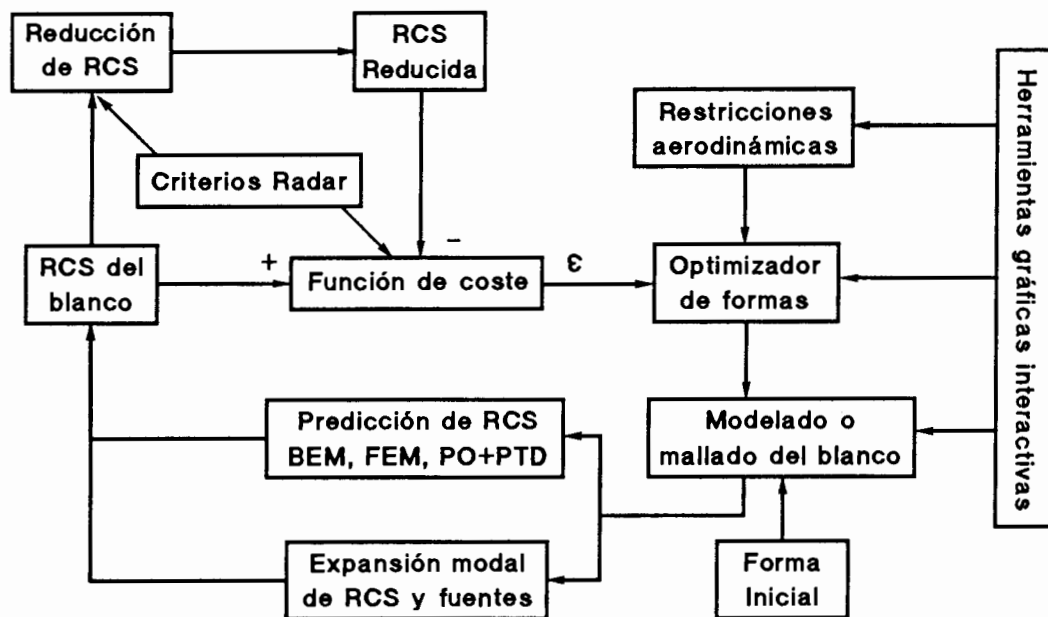 Reducción
de RCS
RCS
Reducida
Restricciones
aerodinámicas
Herramientas gráficas interactivas
Criterios Radar
RCS del
blanco
+
−
Función de coste
ε
Optimizador
de formas
Predicción de RCS
BEM, FEM, PO+PTD
Modelado o
mallado del blanco
Expansión modal
de RCS y fuentes
Forma
Inicial